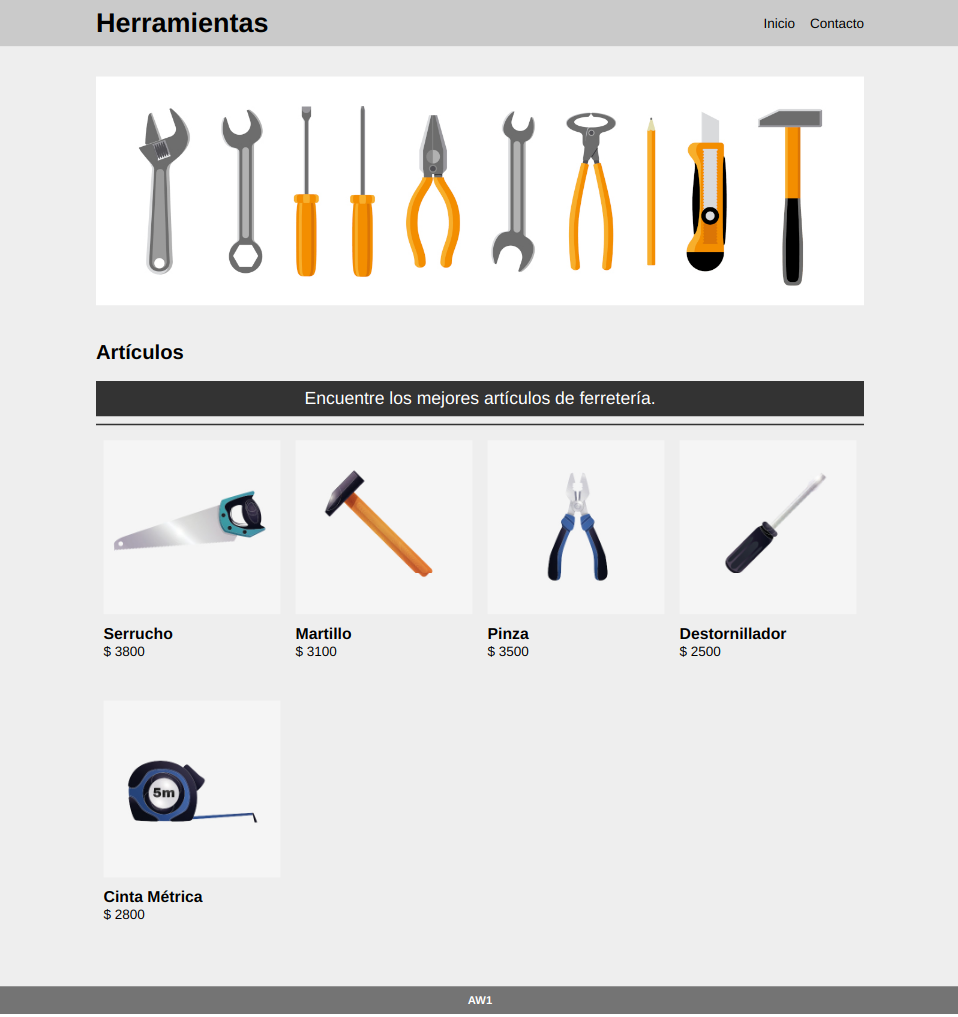 Herramientas
Inicio Contacto
Artículos
Encuentre los mejores artículos de ferretería.
Serrucho
$ 3800
Martillo
$ 3100
Pinza
$ 3500
Destornillador
$ 2500
5m
Cinta Métrica
$ 2800
AW1